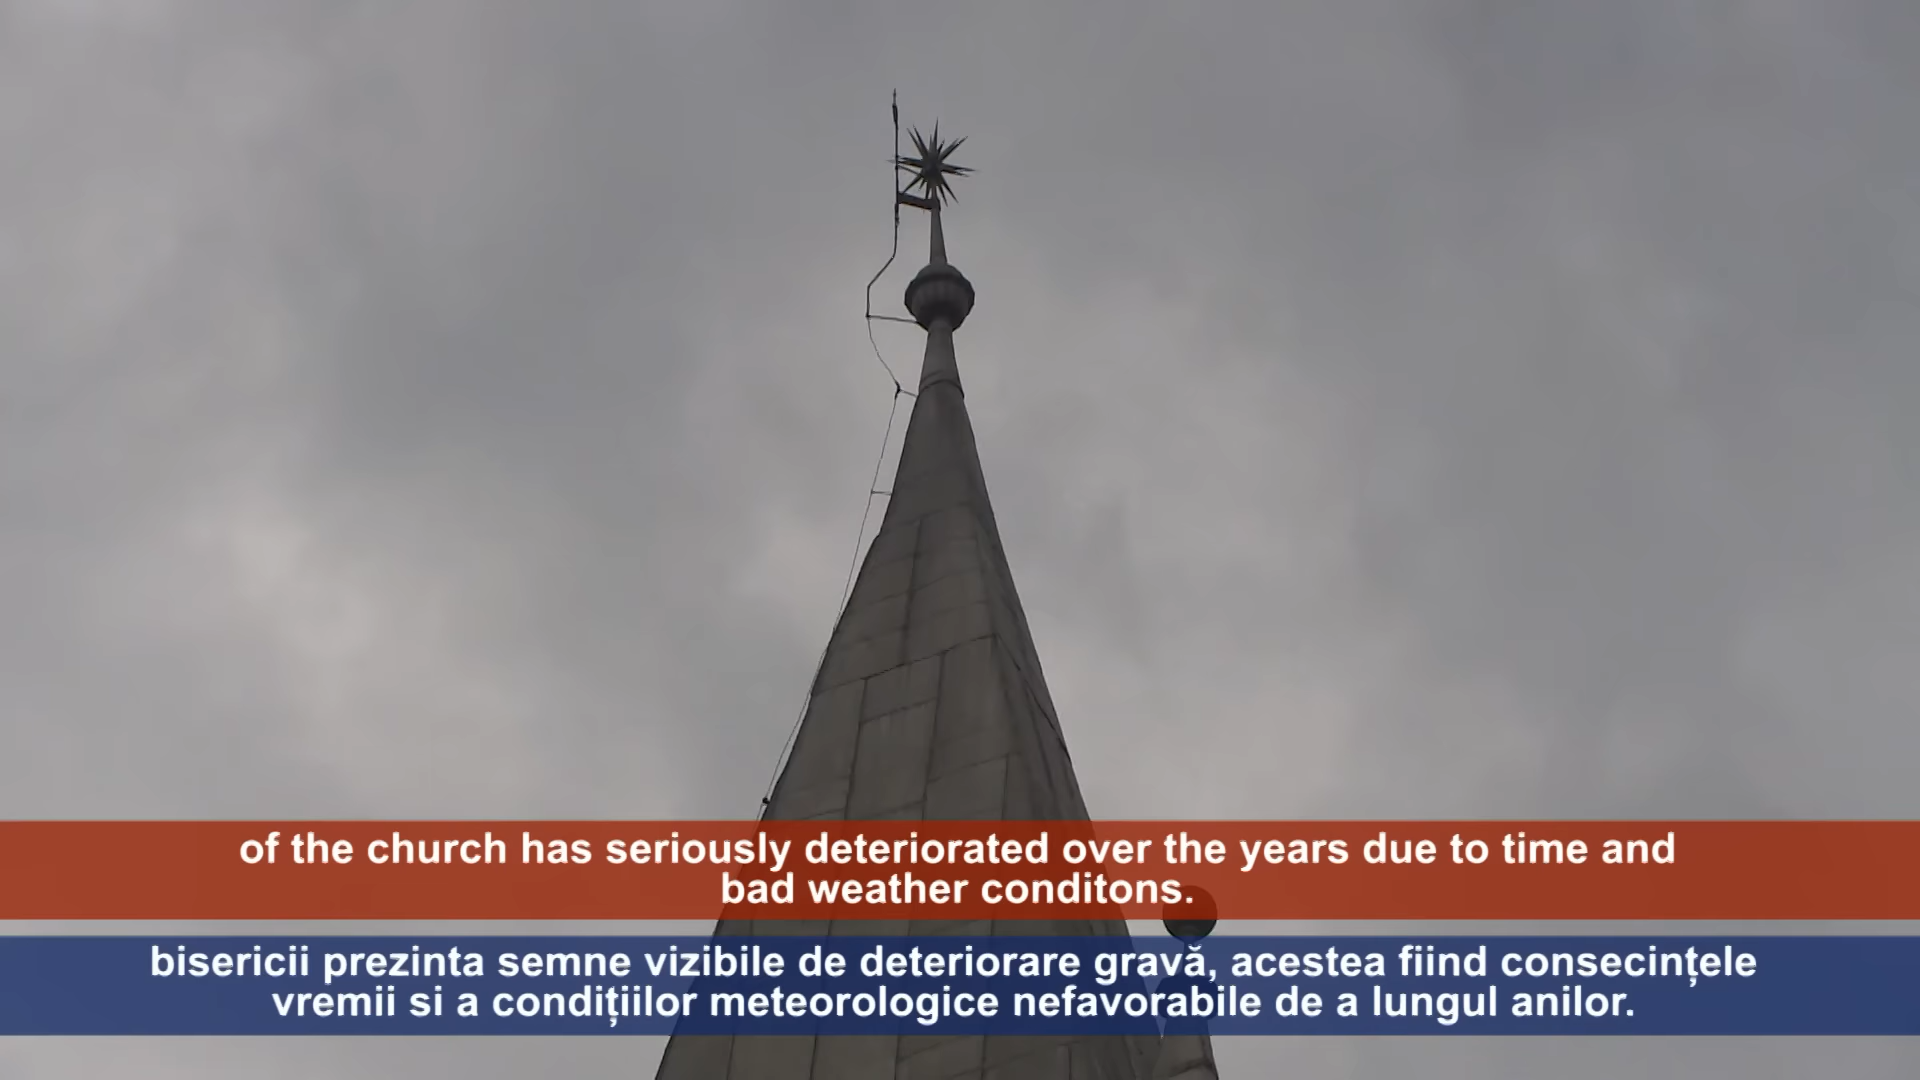 of the church has seriously deteriorated over the years due to time and
bad weather conditons.
bisericii prezinta semne vizibile de deteriorare gravă, acestea fiind consecințele
vremii si a condițiilor meteorologice nefavorabile de a lungul anilor.